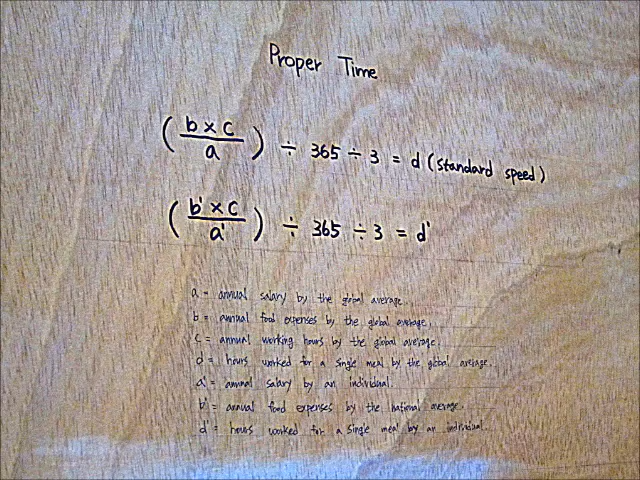 Proper Time
( b × c / a ) ÷ 365 ÷ 3 = d (standard speed)
( b' × c / a' ) ÷ 365 ÷ 3 = d'
a = annual salary by the global average.
b = annual food expenses by the global average.
c = annual working hours by the global average.
d = hours worked for a single meal by the global average.
a' = annual salary by an individual.
b' = annual food expenses by the national average.
d' = hours worked for a single meal by an individual.